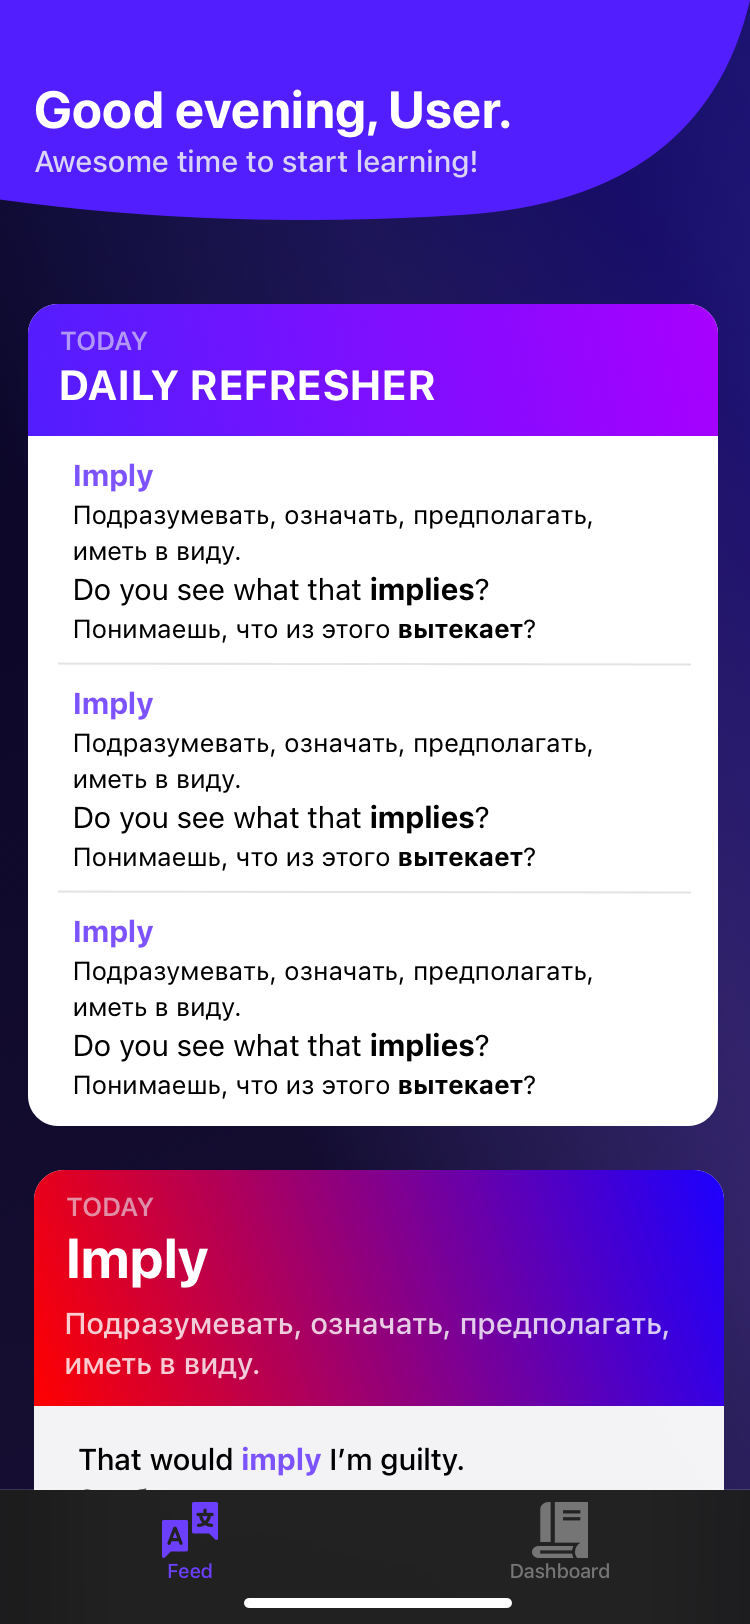 Good evening, User.
Awesome time to start learning!
TODAY
DAILY REFRESHER
Imply
Подразумевать, означать, предполагать,
иметь в виду.
Do you see what that implies?
Понимаешь, что из этого вытекает?
Imply
Подразумевать, означать, предполагать,
иметь в виду.
Do you see what that implies?
Понимаешь, что из этого вытекает?
Imply
Подразумевать, означать, предполагать,
иметь в виду.
Do you see what that implies?
Понимаешь, что из этого вытекает?
TODAY
Imply
Подразумевать, означать, предполагать,
иметь в виду.
That would imply I’m guilty.
A 文
Feed
Dashboard